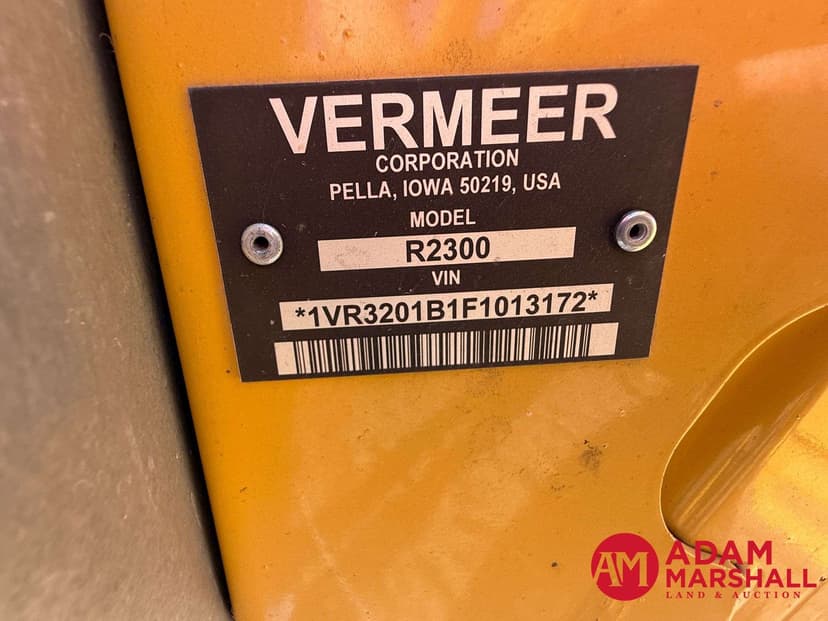 VERMEER
CORPORATION
PELLA, IOWA 50219, USA
MODEL
R2300
VIN
*1VR3201B1F1013172*
AM
ADAM
MARSHALL
LAND & AUCTION